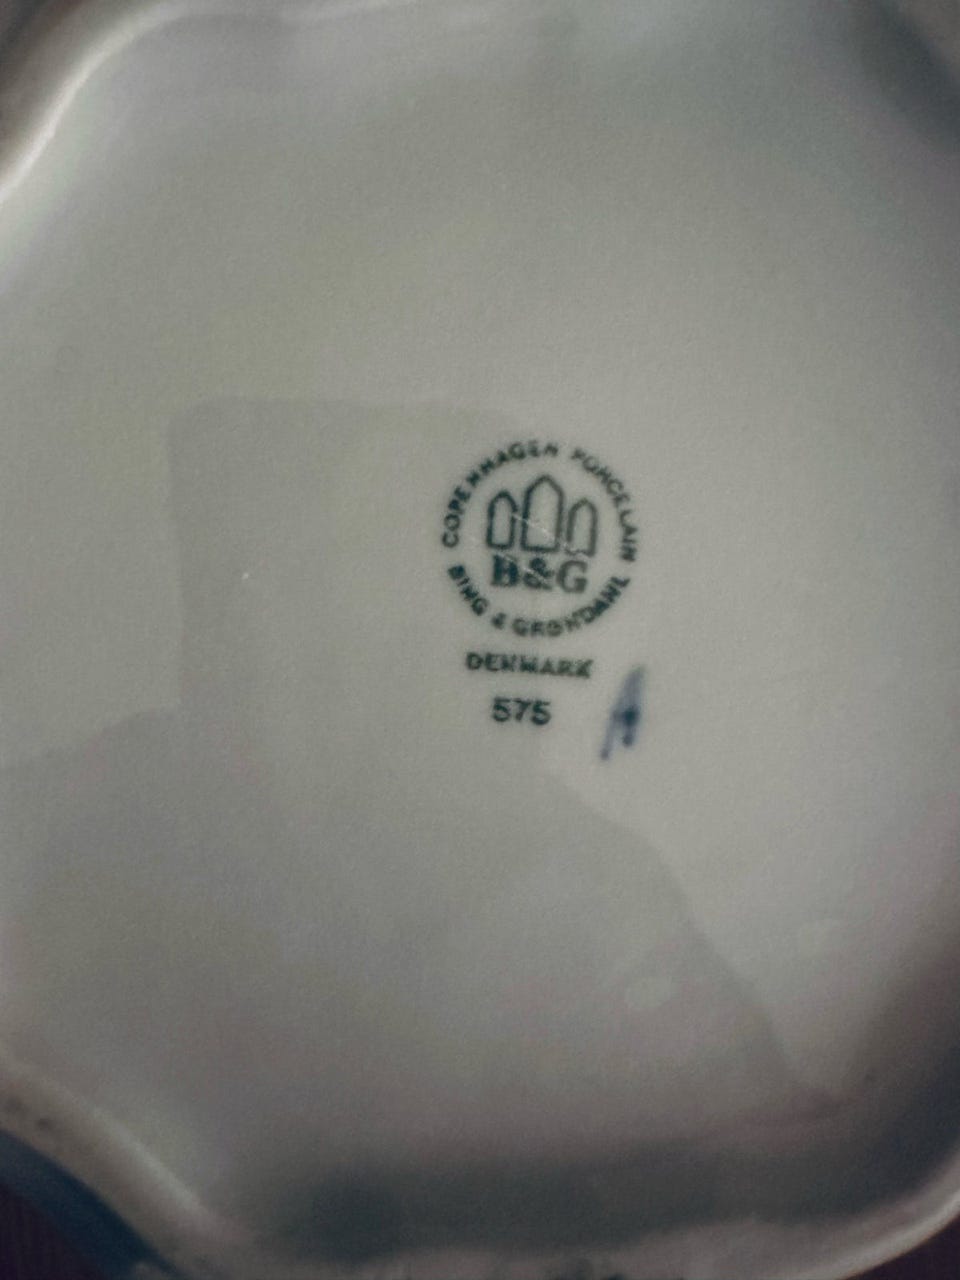 COPENHAGEN PORCELAIN
B&G
BING & GRØNDAHL
DENMARK
575